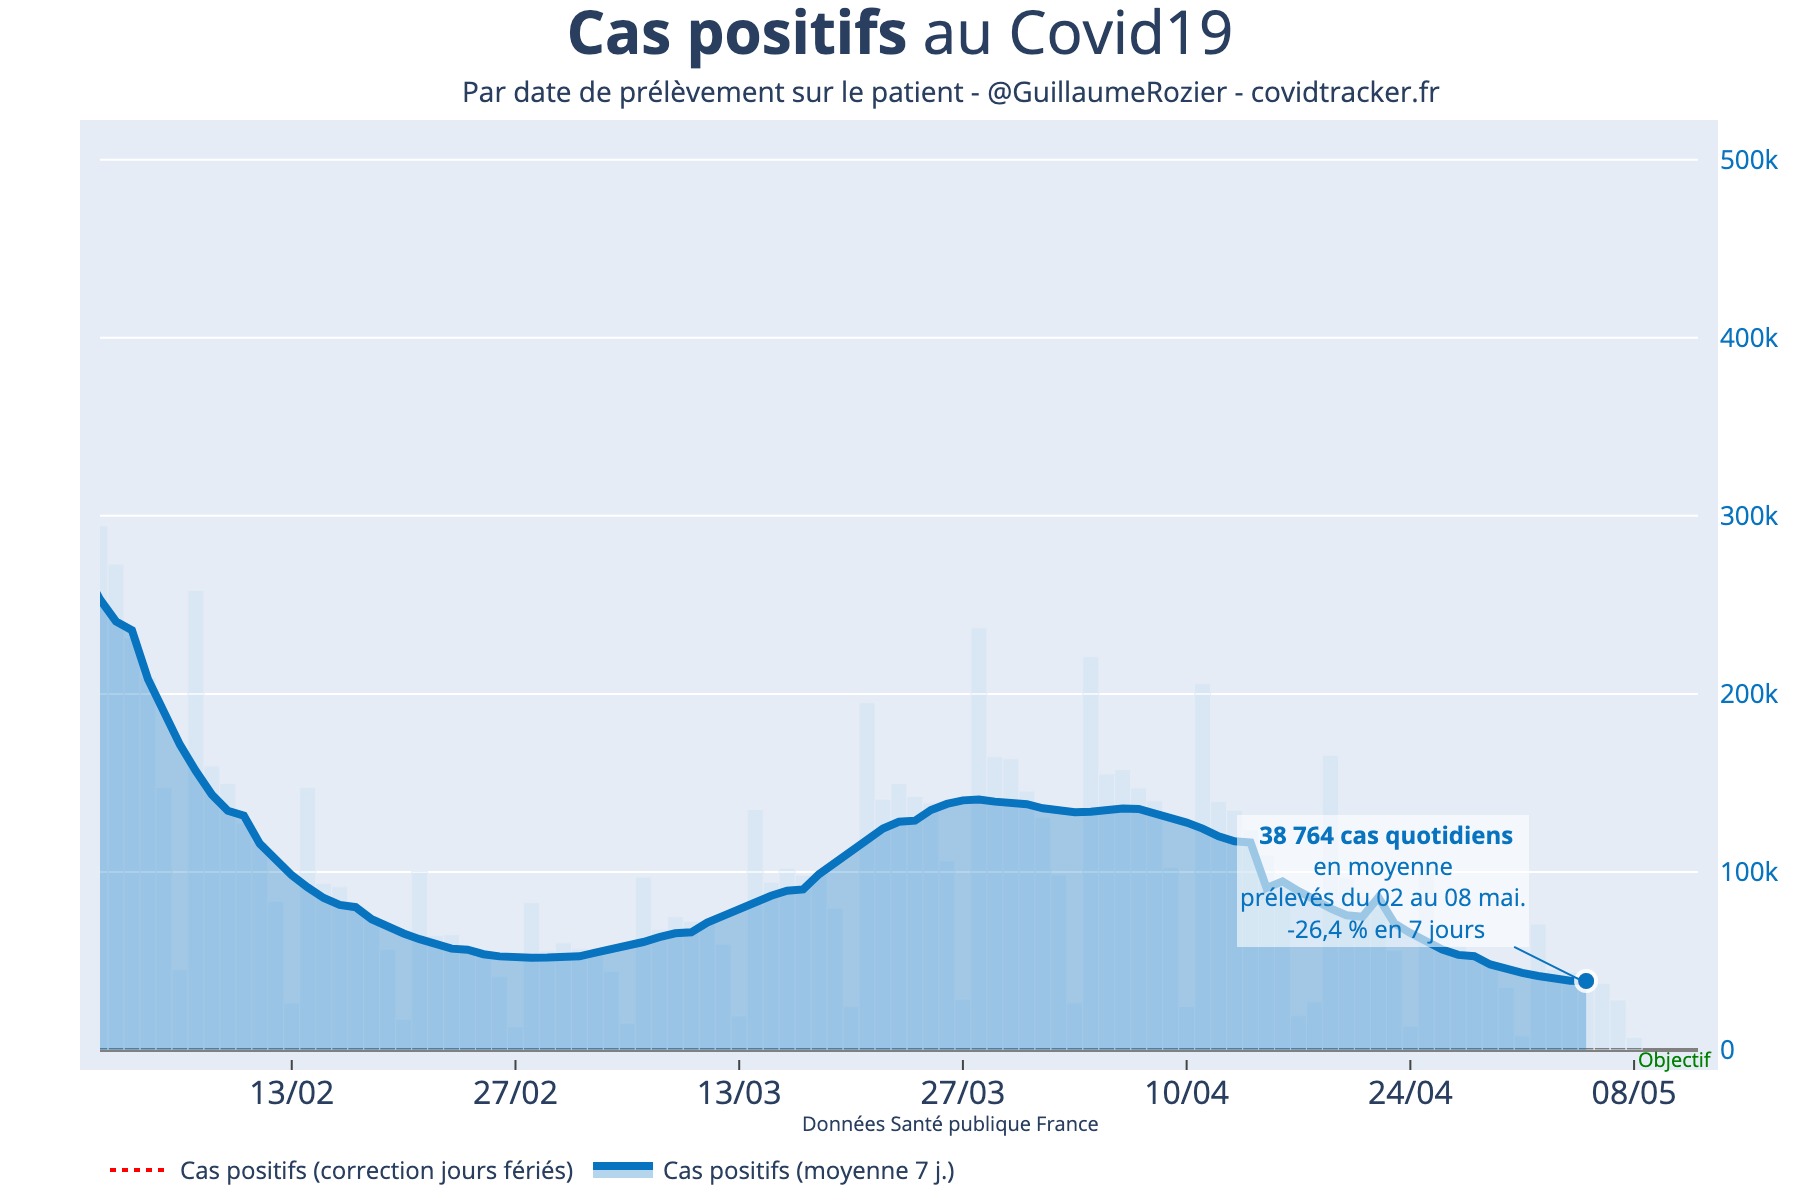 Cas positifs au Covid19
Par date de prélèvement sur le patient - @GuillaumeRozier - covidtracker.fr
500k
400k
300k
200k
100k
0
38 764 cas quotidiens
en moyenne
prélevés du 02 au 08 mai.
-26,4 % en 7 jours
Objectif
13/02 27/02 13/03 27/03 10/04 24/04 08/05
Données Santé publique France
Cas positifs (correction jours fériés) Cas positifs (moyenne 7 j.)